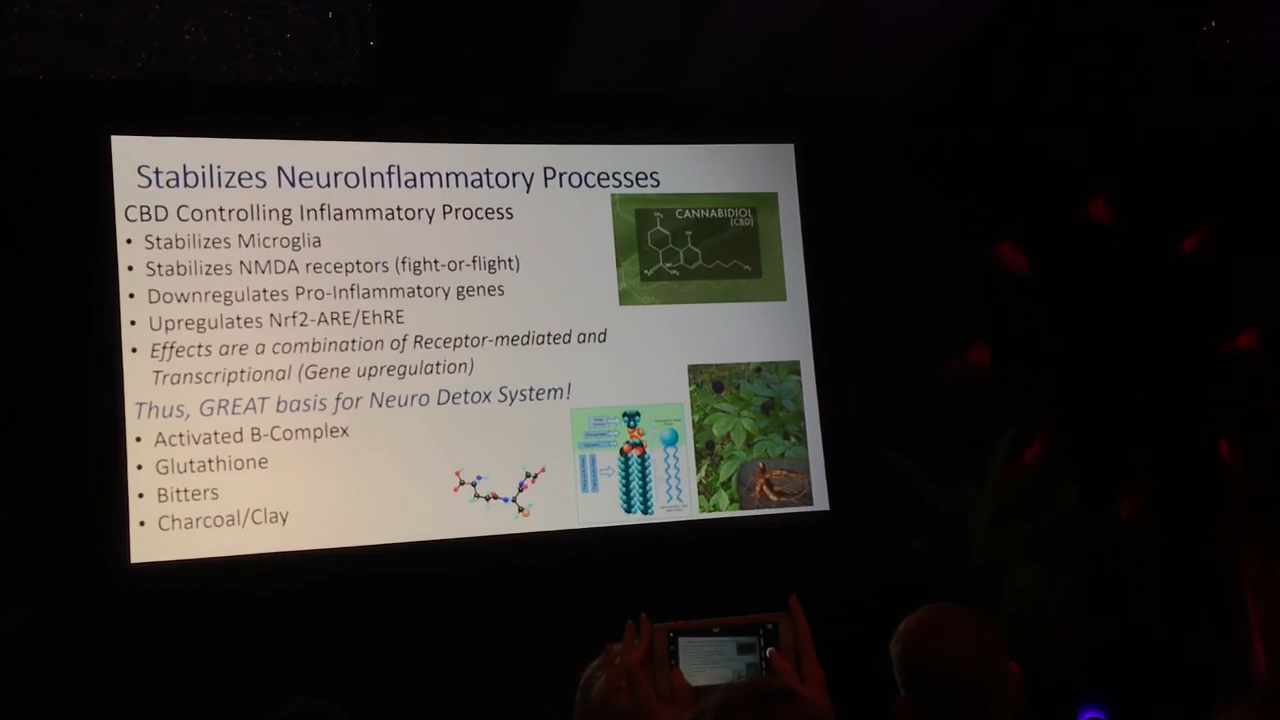 Stabilizes NeuroInflammatory Processes
CBD Controlling Inflammatory Process
• Stabilizes Microglia
• Stabilizes NMDA receptors (fight-or-flight)
• Downregulates Pro-Inflammatory genes
• Upregulates Nrf2-ARE/EhRE
• Effects are a combination of Receptor-mediated and
Transcriptional (Gene upregulation)
Thus, GREAT basis for Neuro Detox System!
• Activated B-Complex
• Glutathione
• Bitters
• Charcoal/Clay
CANNABIDIOL
(CBD)